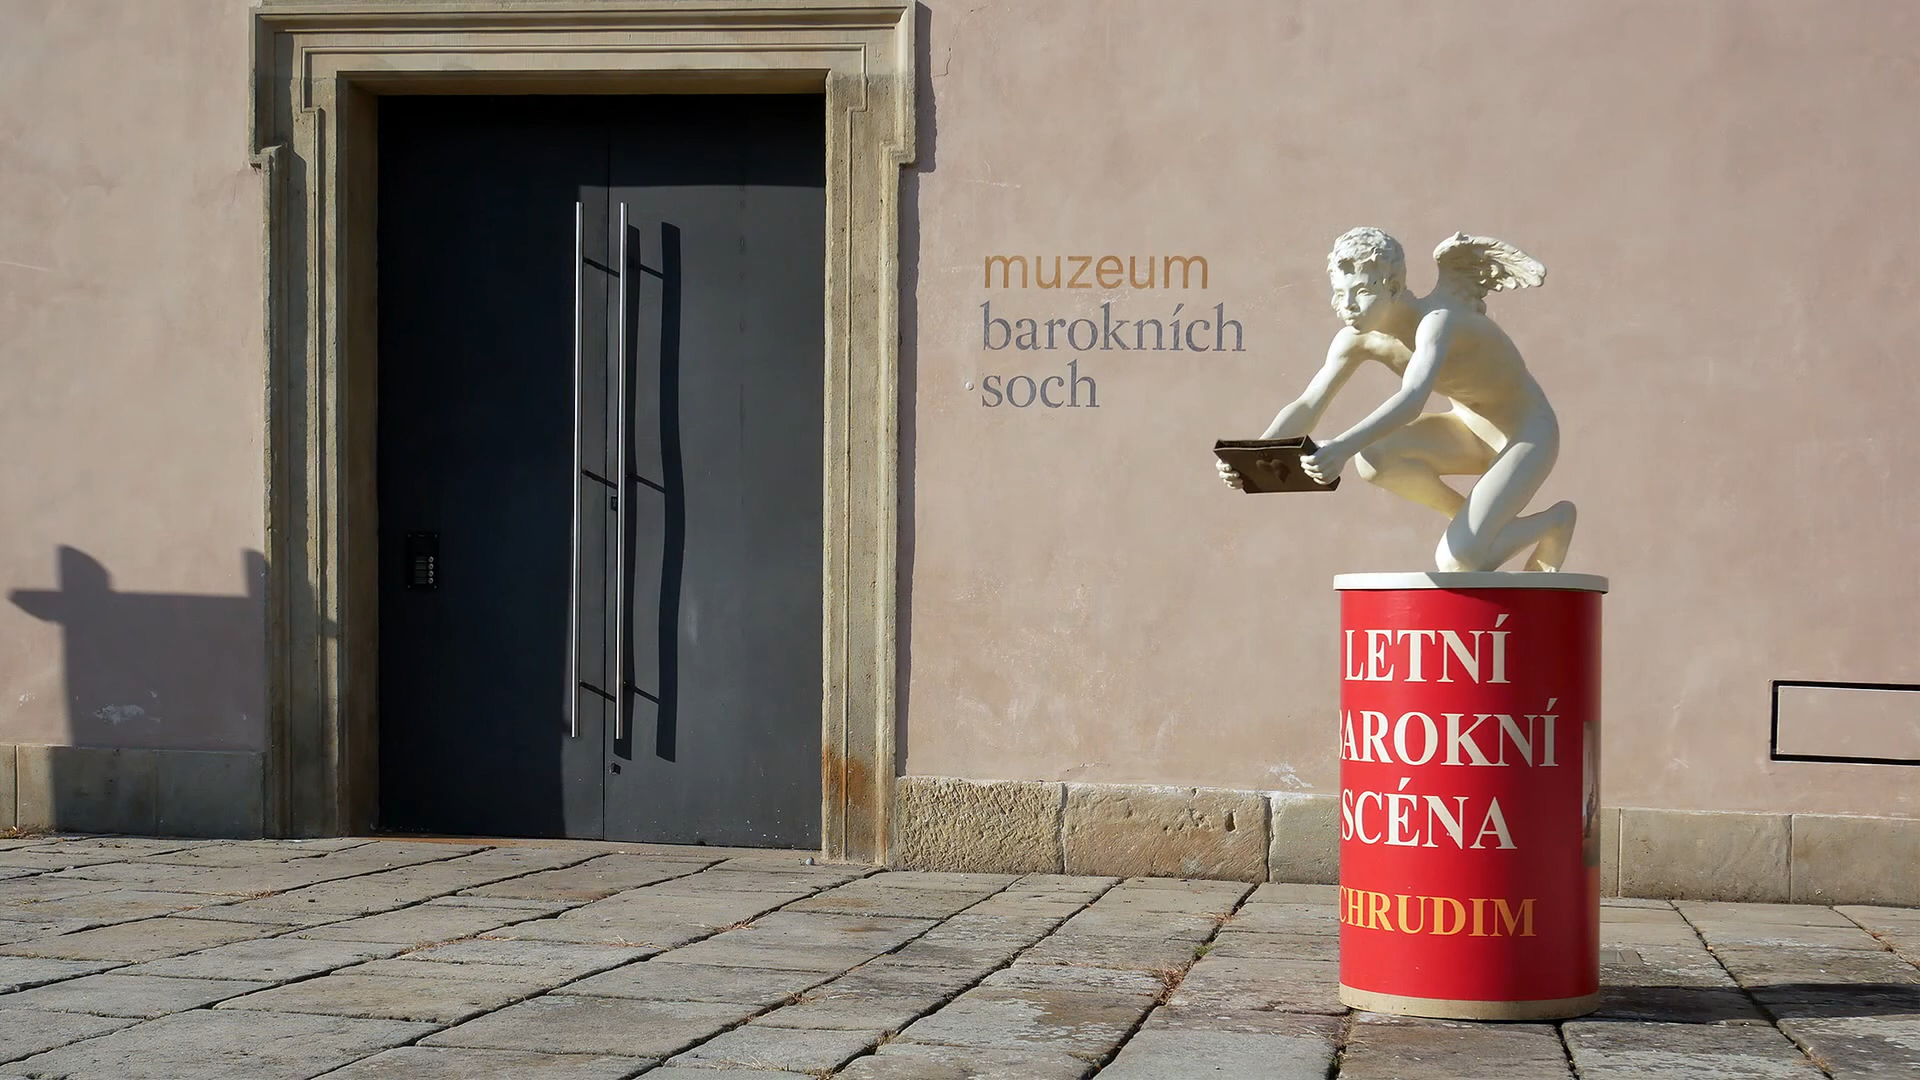 muzeum
barokních
soch
LETNÍ
BAROKNÍ
SCÉNA
CHRUDIM